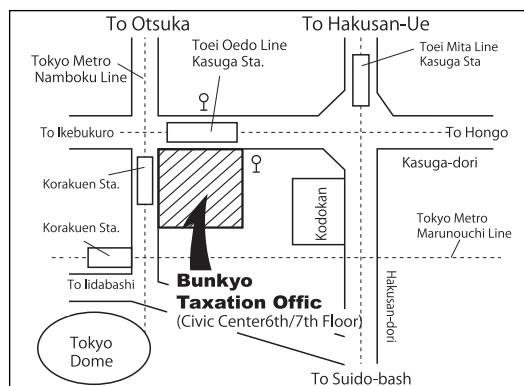 To Otsuka
To Hakusan-Ue
Tokyo Metro
Namboku Line
Toei Oedo Line
Kasuga Sta.
Toei Mita Line
Kasuga Sta
To Ikebukuro
To Hongo
Kasuga-dori
Korakuen Sta.
Kodokan
Korakuen Sta.
Tokyo Metro
Marunouchi Line
To Iidabashi
Bunkyo
Taxation Offic
(Civic Center6th/7th Floor)
Hakusan-dori
Tokyo
Dome
To Suido-bash